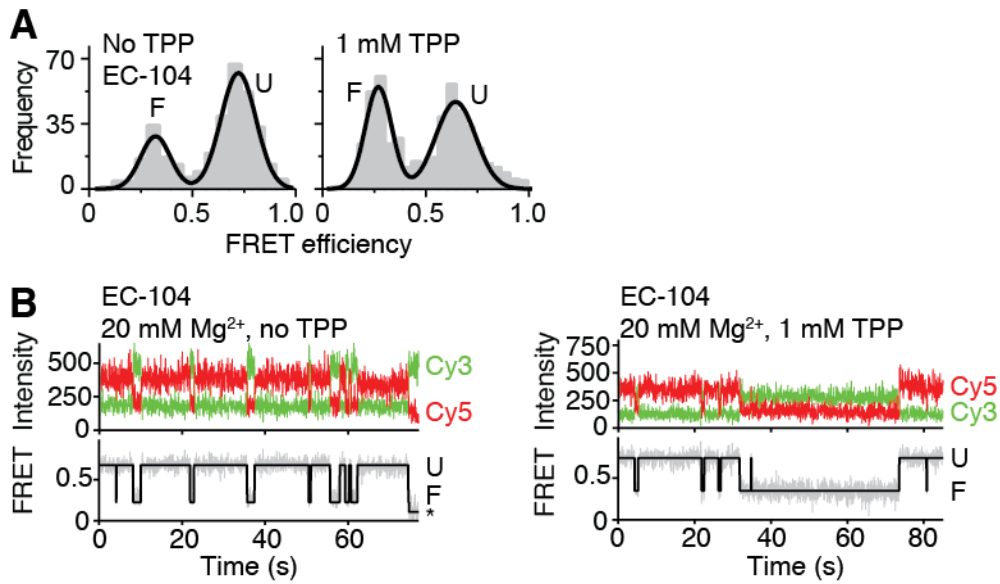 A
No TPP
EC-104
1 mM TPP
Frequency
70
35
0
F
U
F
U
0
0.5
1.0
0
0.5
1.0
FRET efficiency
B
EC-104
20 mM Mg²⁺, no TPP
Intensity
500
250
0
Cy3
Cy5
FRET
0.5
0
U
F
*
0
20
40
60
Time (s)
EC-104
20 mM Mg²⁺, 1 mM TPP
Intensity
750
500
250
0
Cy5
Cy3
FRET
0.5
0
U
F
0
20
40
60
80
Time (s)